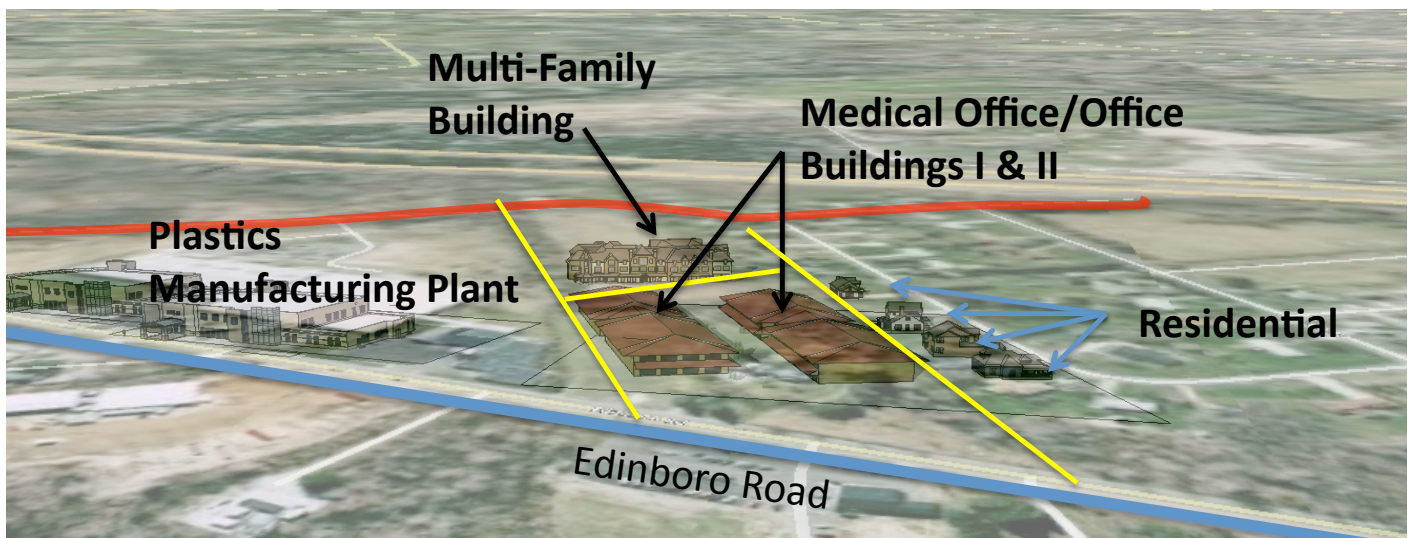 Multi-Family
Building
Medical Office/Office
Buildings I & II
Plastics
Manufacturing Plant
Residential
Edinboro Road